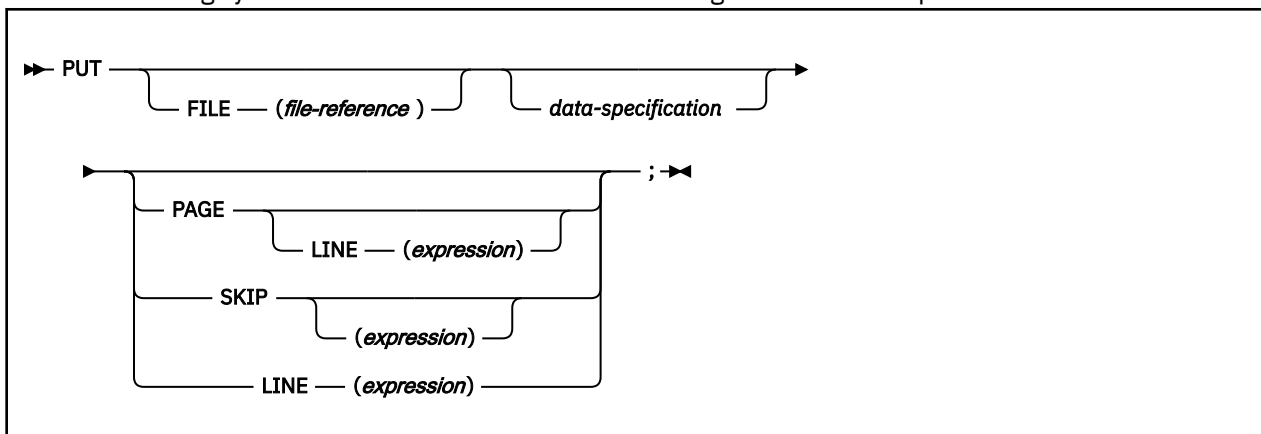 PUT
FILE (file-reference )
data-specification
;
PAGE
LINE (expression)
SKIP
(expression)
LINE (expression)